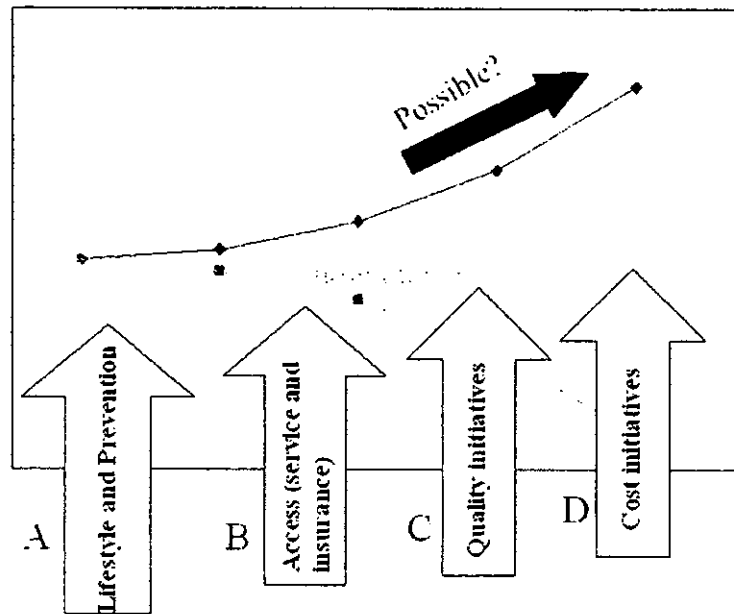 Possible?
A
Lifestyle and Prevention
B
Access (service and
insurance)
C
Quality initiatives
D
Cost initiatives